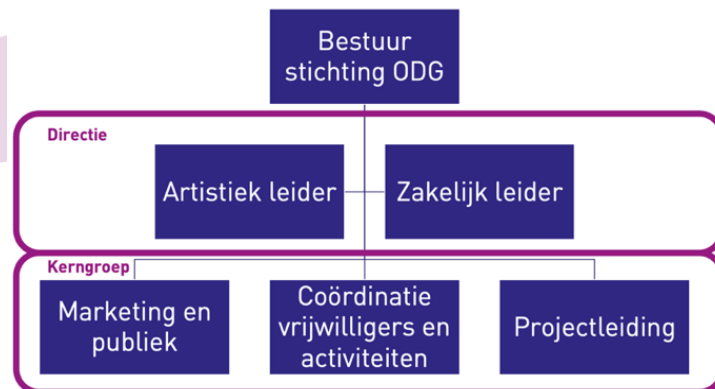 Bestuur
stichting ODG
Directie
Artistiek leider
Zakelijk leider
Kerngroep
Marketing en
publiek
Coördinatie
vrijwilligers en
activiteiten
Projectleiding